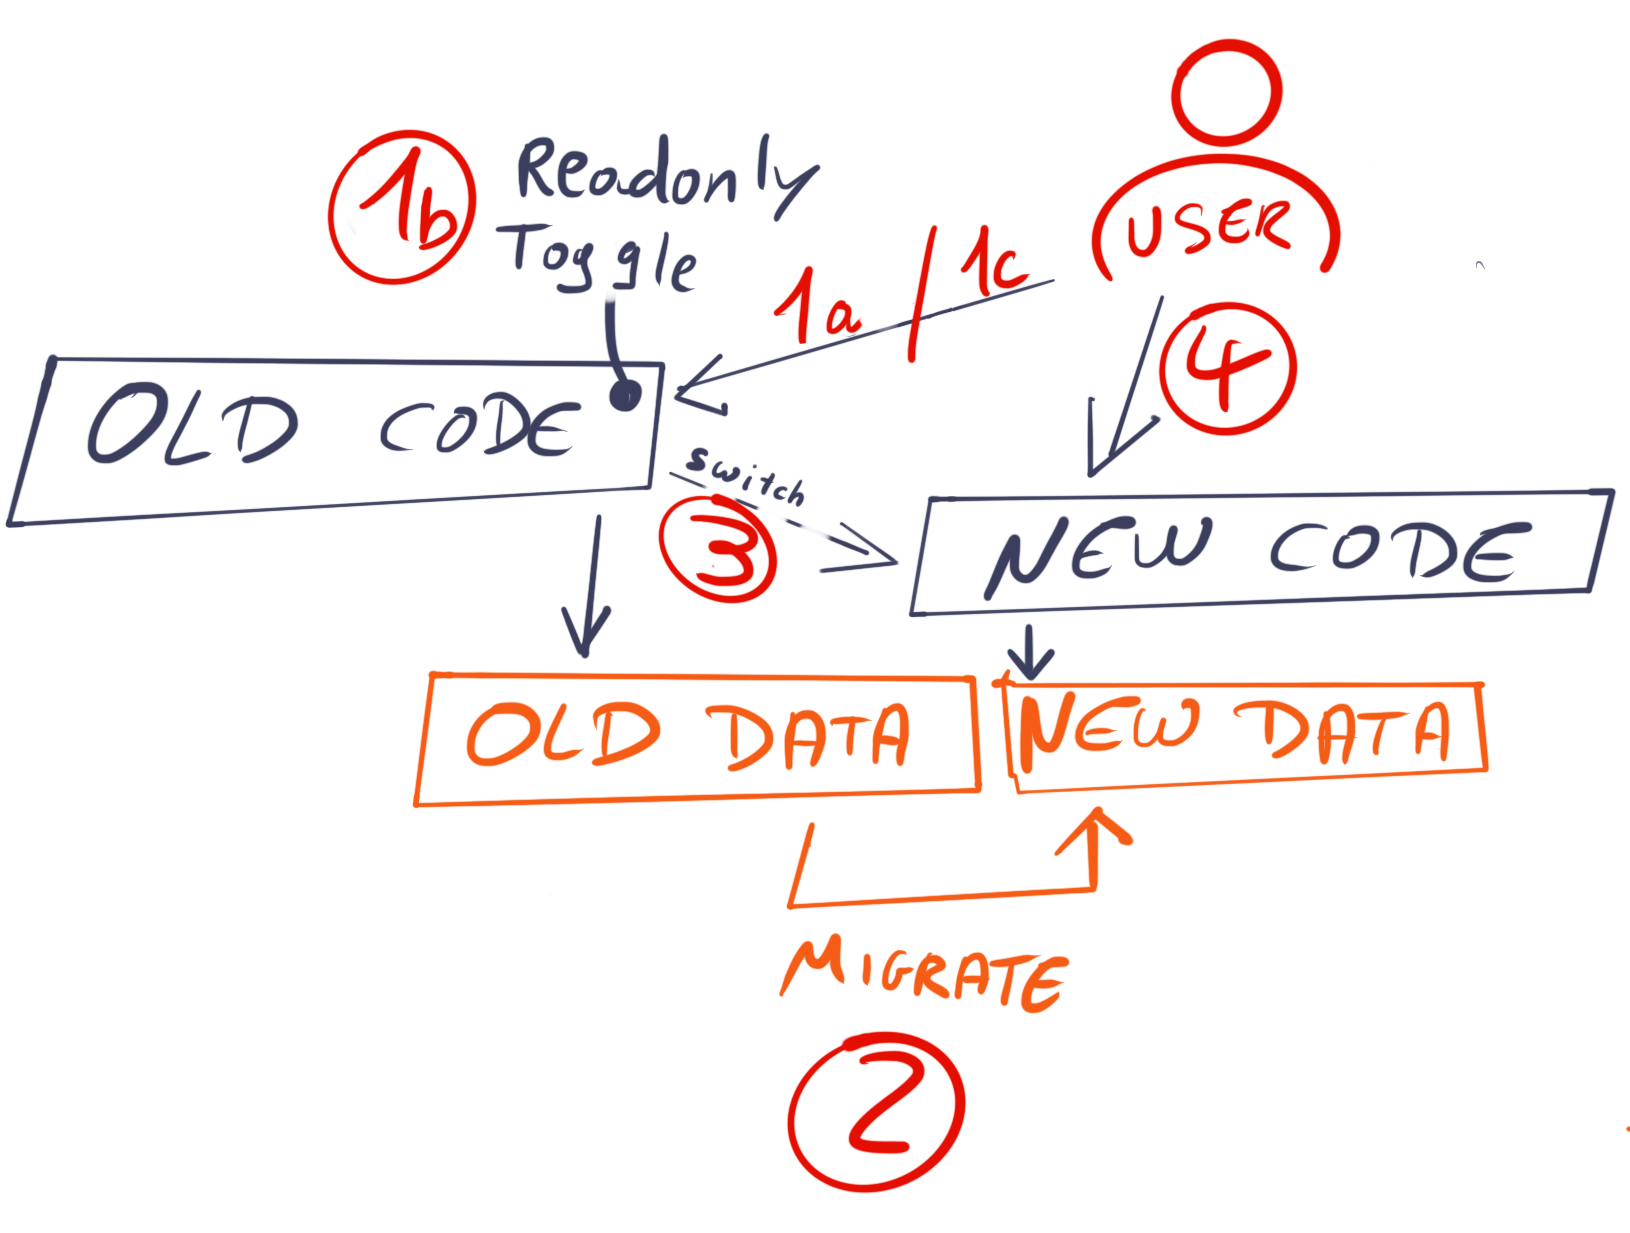 1b
Readonly
Toggle
USER
1a / 1c
4
OLD CODE
switch
3
NEW CODE
OLD DATA
NEW DATA
MIGRATE
2